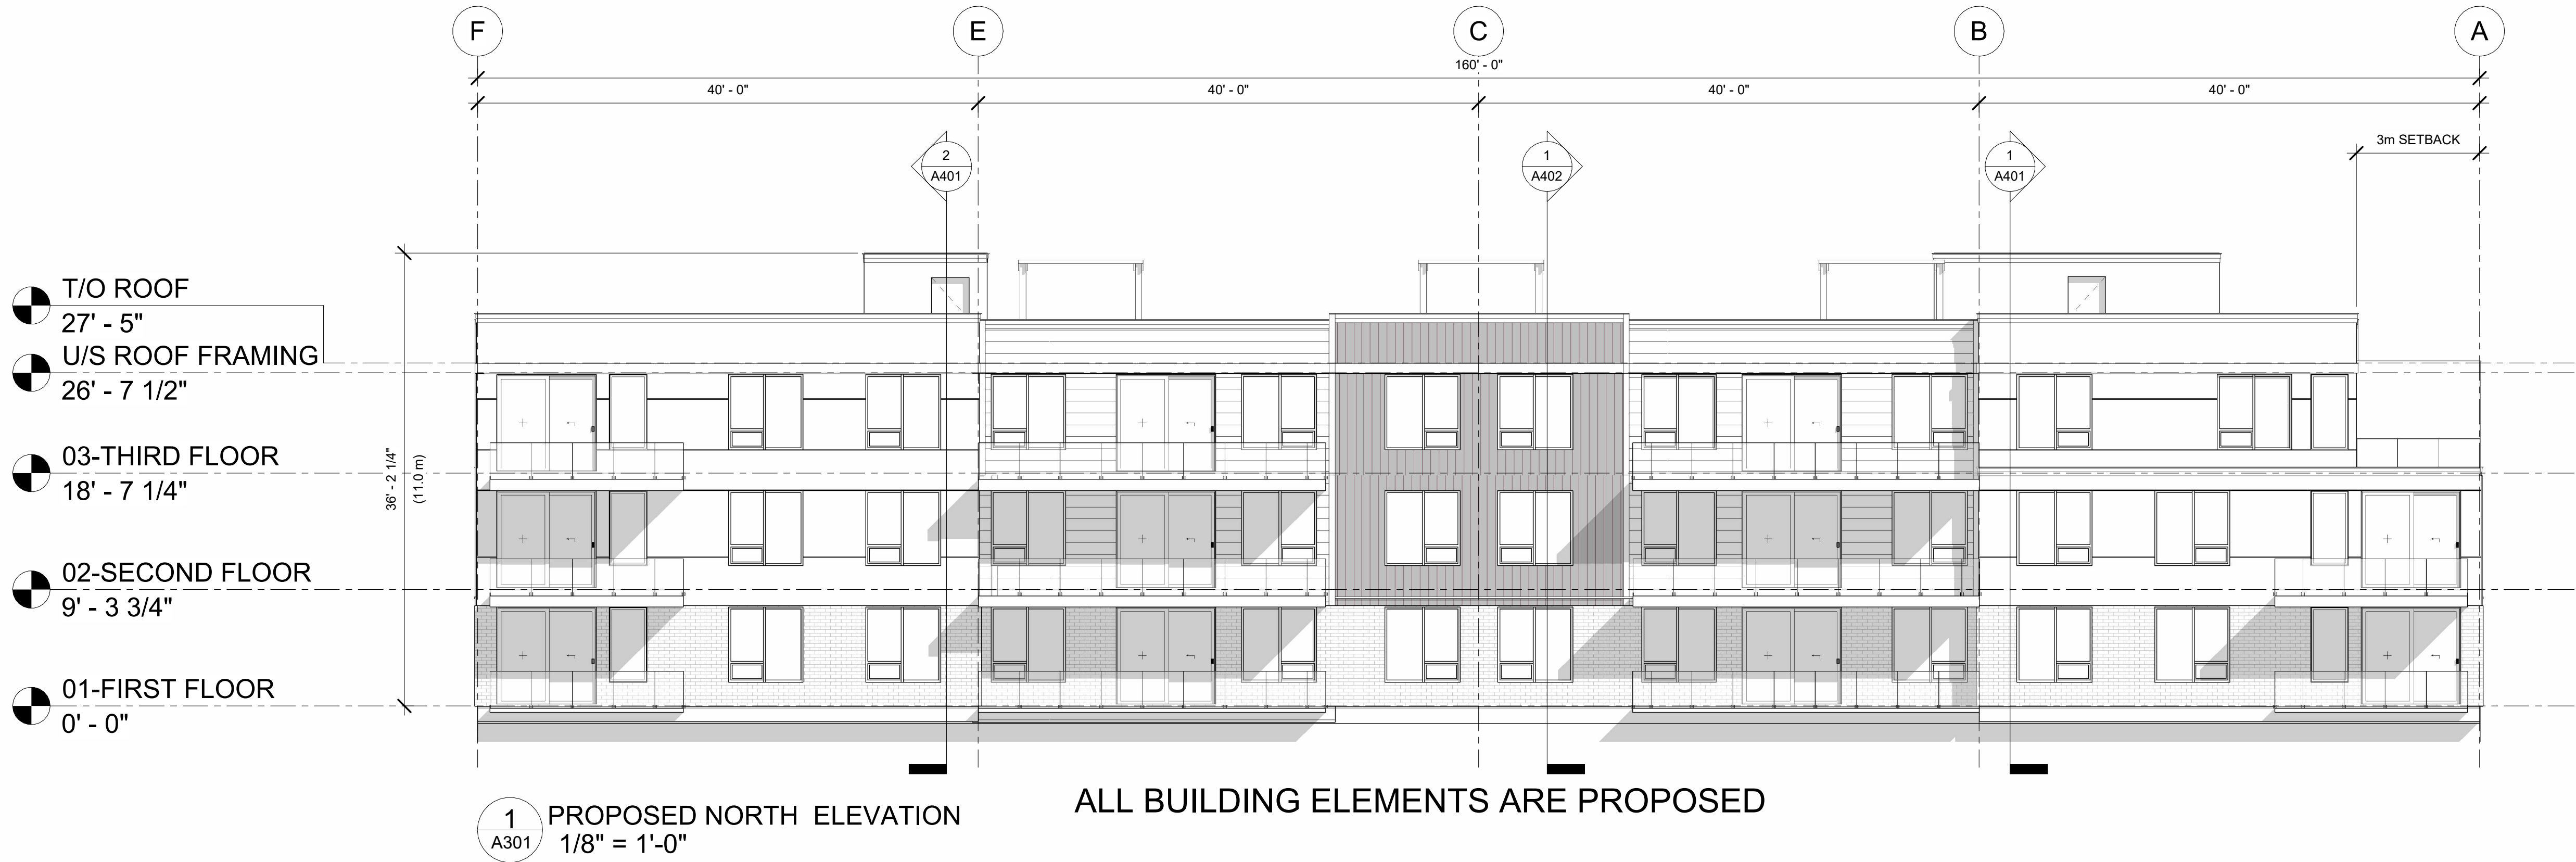 F
E
C
B
A
160' - 0"
40' - 0"
40' - 0"
40' - 0"
40' - 0"
3m SETBACK
2
A401
1
A402
1
A401
T/O ROOF
27' - 5"
U/S ROOF FRAMING
26' - 7 1/2"
03-THIRD FLOOR
18' - 7 1/4"
02-SECOND FLOOR
9' - 3 3/4"
01-FIRST FLOOR
0' - 0"
36' - 2 1/4"
(11.0 m)
1
A301
PROPOSED NORTH ELEVATION
1/8" = 1'-0"
ALL BUILDING ELEMENTS ARE PROPOSED